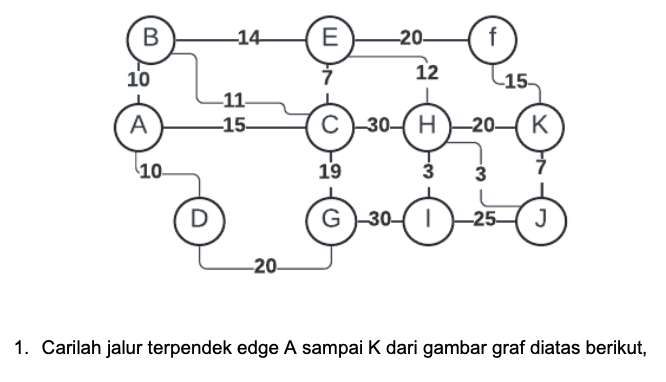 B 14 E 20 f
10 7 12 15
11
A 15 C 30 H 20 K
10 19 3 3 7
D G 30 I 25 J
20
1. Carilah jalur terpendek edge A sampai K dari gambar graf diatas berikut,